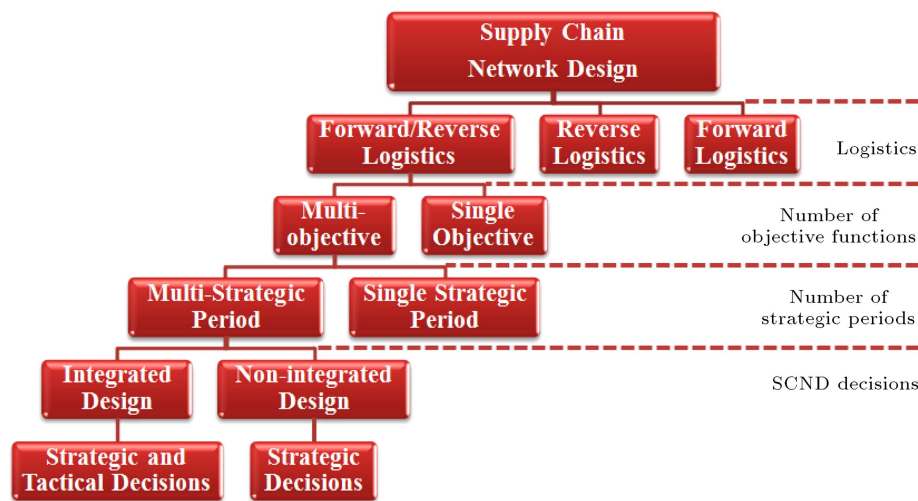 Supply Chain
Network Design
Forward/Reverse
Logistics
Reverse
Logistics
Forward
Logistics
Logistics
Multi-
objective
Single
Objective
Number of
objective functions
Multi-Strategic
Period
Single Strategic
Period
Number of
strategic periods
Integrated
Design
Non-integrated
Design
SCND decisions
Strategic and
Tactical Decisions
Strategic
Decisions